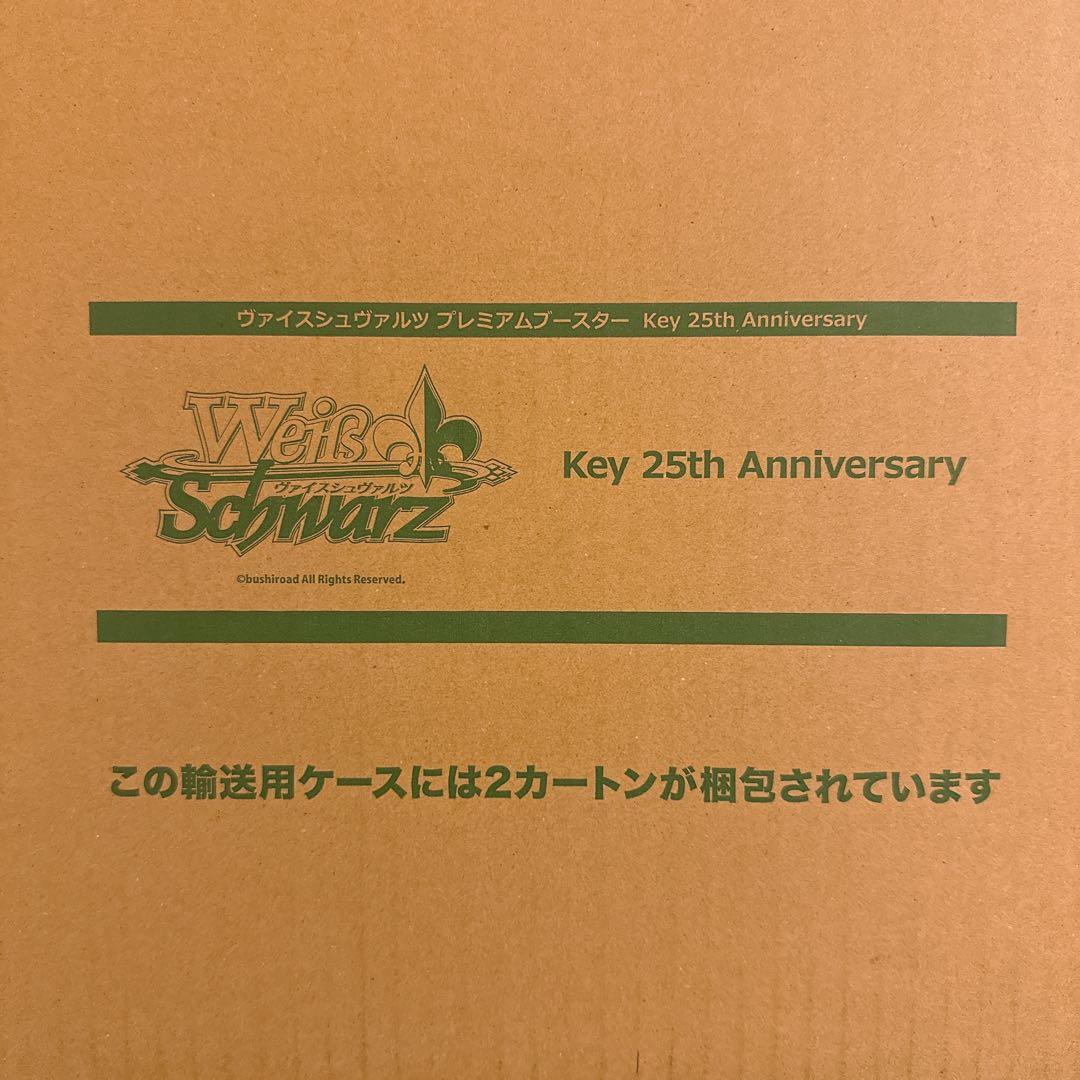 ヴァイスシュヴァルツ プレミアムブースター Key 25th Anniversary
Weiß
ヴァイスシュヴァルツ
Schwarz
Key 25th Anniversary
©bushiroad All Rights Reserved.
この輸送用ケースには2カートンが梱包されています